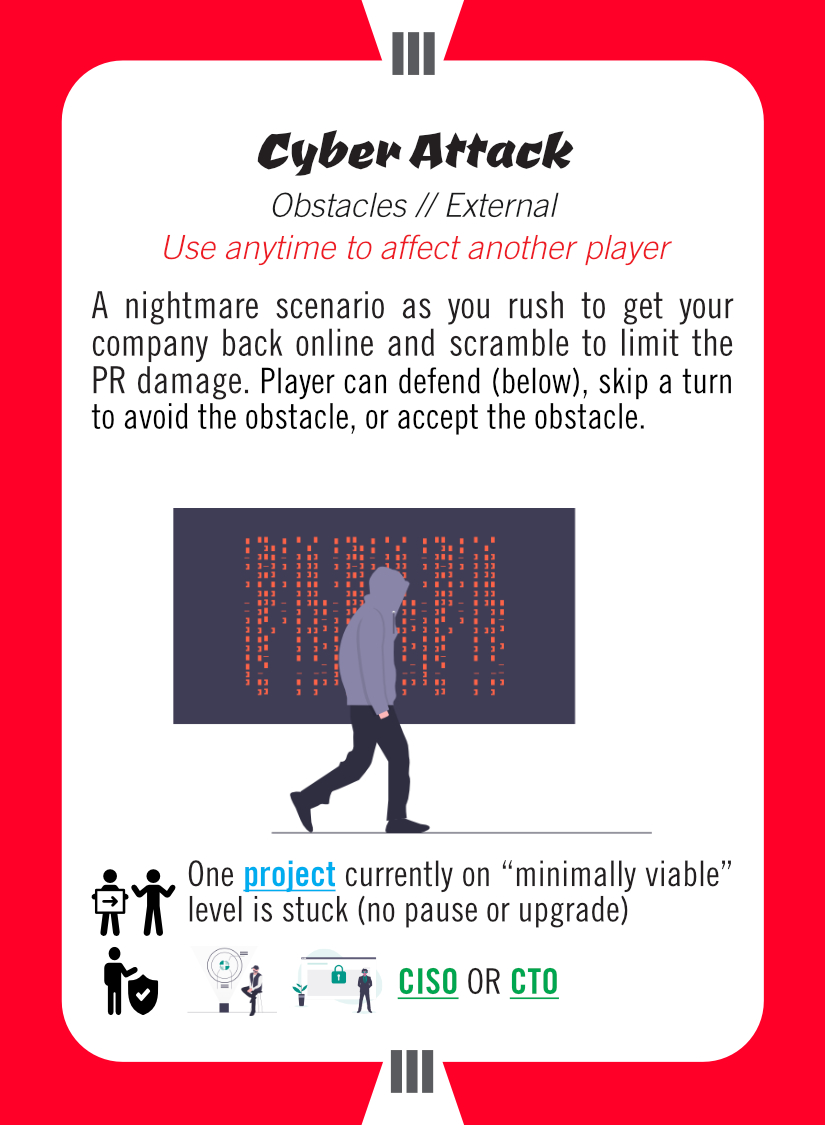 III
Cyber Attack
Obstacles // External
Use anytime to affect another player
A nightmare scenario as you rush to get your
company back online and scramble to limit the
PR damage. Player can defend (below), skip a turn
to avoid the obstacle, or accept the obstacle.
One project currently on “minimally viable”
level is stuck (no pause or upgrade)
CISO OR CTO
III